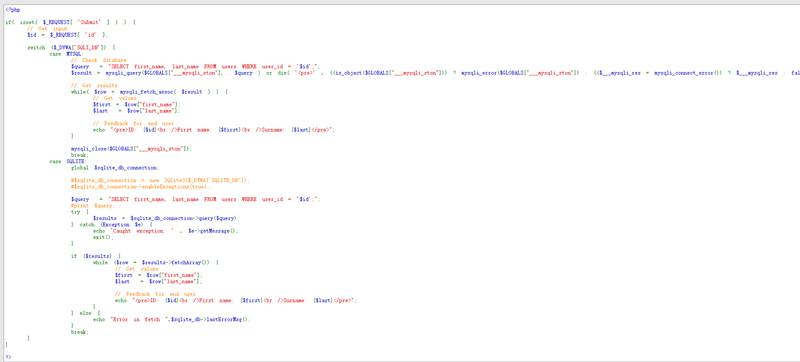 <?php
if( isset( $_REQUEST[ 'Submit' ] ) ) {
// Get input
$id = $_REQUEST[ 'id' ];
switch ($_DVWA['SQLI_DB']) {
case MYSQL:
// Check database
$query = "SELECT first_name, last_name FROM users WHERE user_id = '$id';";
$result = mysqli_query($GLOBALS["___mysqli_ston"], $query ) or die( '<pre>' . ((is_object($GLOBALS["___mysqli_ston"])) ? mysqli_error($GLOBALS["___mysqli_ston"]) : (($___mysqli_res = mysqli_connect_error()) ? $___mysqli_res : fal
// Get results
while( $row = mysqli_fetch_assoc( $result ) ) {
// Get values
$first = $row["first_name"];
$last = $row["last_name"];
// Feedback for end user
echo "<pre>ID: {$id}<br />First name: {$first}<br />Surname: {$last}</pre>";
}
mysqli_close($GLOBALS["___mysqli_ston"]);
break;
case SQLITE:
global $sqlite_db_connection;
#$sqlite_db_connection = new SQLite3($_DVWA['SQLITE_DB']);
#$sqlite_db_connection->enableExceptions(true);
$query = "SELECT first_name, last_name FROM users WHERE user_id = '$id';";
#print $query;
try {
$results = $sqlite_db_connection->query($query);
} catch (Exception $e) {
echo 'Caught exception: ' . $e->getMessage();
exit();
}
if ($results) {
while ($row = $results->fetchArray()) {
// Get values
$first = $row["first_name"];
$last = $row["last_name"];
// Feedback for end user
echo "<pre>ID: {$id}<br />First name: {$first}<br />Surname: {$last}</pre>";
}
} else {
echo "Error in fetch ".$sqlite_db->lastErrorMsg();
}
break;
}
}
?>